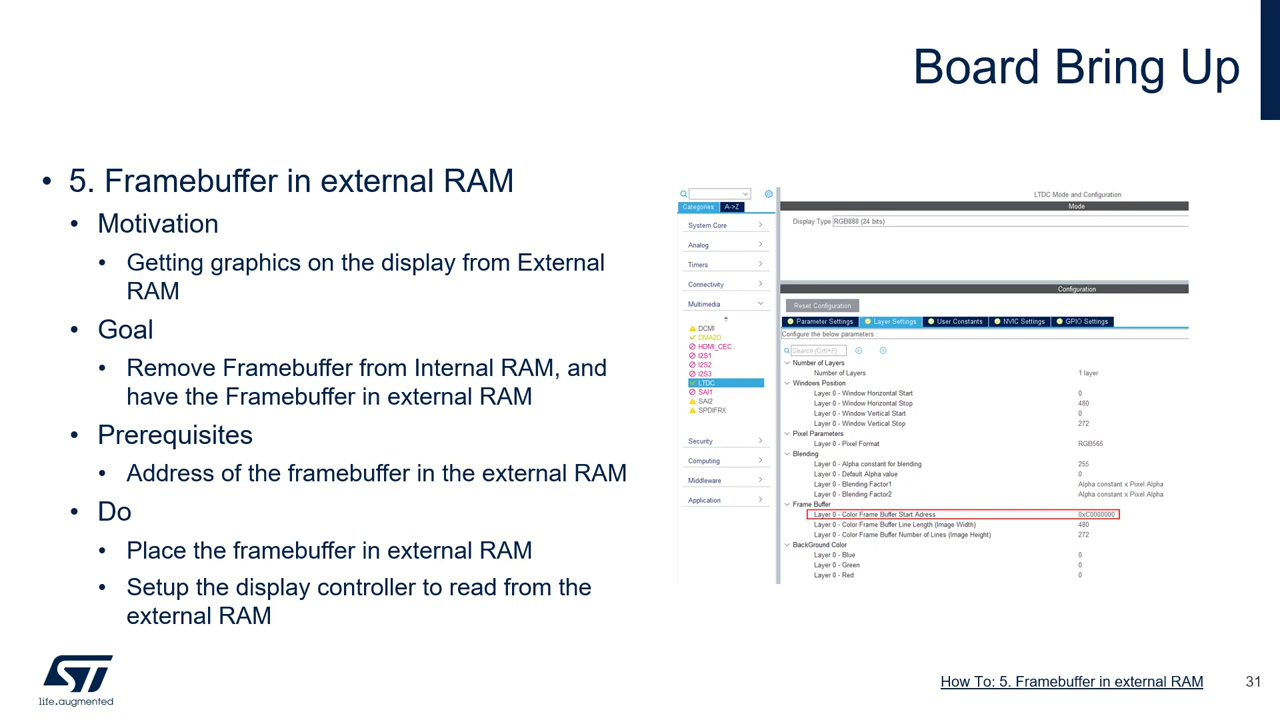 Board Bring Up
• 5. Framebuffer in external RAM
• Motivation
• Getting graphics on the display from External
RAM
• Goal
• Remove Framebuffer from Internal RAM, and
have the Framebuffer in external RAM
• Prerequisites
• Address of the framebuffer in the external RAM
• Do
• Place the framebuffer in external RAM
• Setup the display controller to read from the
external RAM
Categories A->Z
System Core
Analog
Timers
Connectivity
Multimedia
DCMI
DMA2D
HDMI_CEC
I2S1
I2S2
I2S3
LTDC
SAI1
SAI2
SPDIFRX
Security
Computing
Middleware
Application
LTDC Mode and Configuration
Mode
Display Type RGB888 (24 bits)
Configuration
Reset Configuration
Parameter Settings Layer Settings User Constants NVIC Settings GPIO Settings
Configure the below parameters :
Search (Crtl+F)
Number of Layers
Number of Layers 1 layer
Windows Position
Layer 0 - Window Horizontal Start 0
Layer 0 - Window Horizontal Stop 480
Layer 0 - Window Vertical Start 0
Layer 0 - Window Vertical Stop 272
Pixel Parameters
Layer 0 - Pixel Format RGB565
Blending
Layer 0 - Alpha constant for blending 255
Layer 0 - Default Alpha value 0
Layer 0 - Blending Factor1 Alpha constant x Pixel Alpha
Layer 0 - Blending Factor2 Alpha constant x Pixel Alpha
Frame Buffer
Layer 0 - Color Frame Buffer Start Adress 0xC0000000
Layer 0 - Color Frame Buffer Line Length (Image Width) 480
Layer 0 - Color Frame Buffer Number of Lines (Image Height) 272
BackGround Color
Layer 0 - Blue 0
Layer 0 - Green 0
Layer 0 - Red 0
ST
life.augmented
How To: 5. Framebuffer in external RAM
31